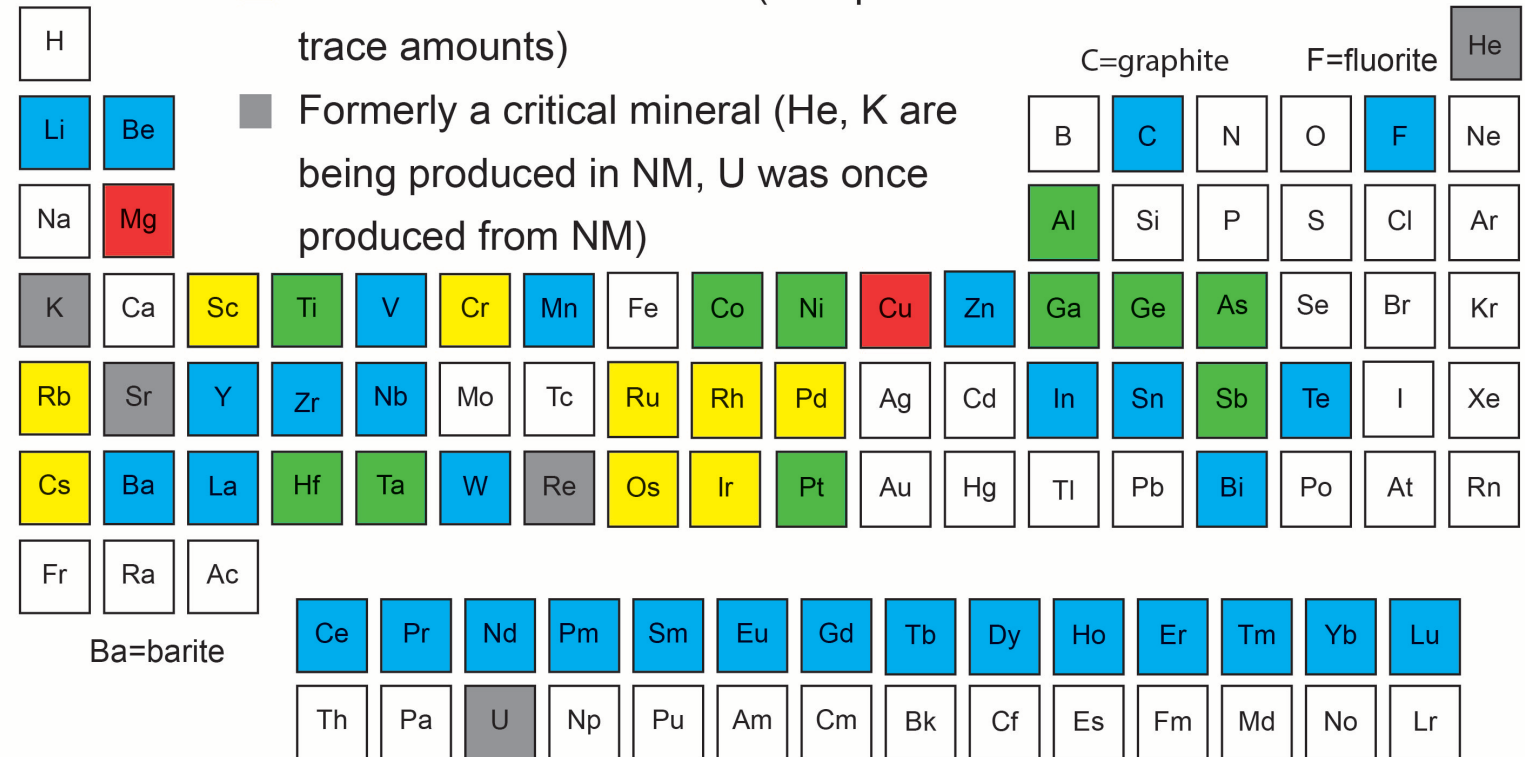 trace amounts)
C=graphite F=fluorite
Formerly a critical mineral (He, K are
being produced in NM, U was once
produced from NM)
H He
Li Be B C N O F Ne
Na Mg Al Si P S Cl Ar
K Ca Sc Ti V Cr Mn Fe Co Ni Cu Zn Ga Ge As Se Br Kr
Rb Sr Y Zr Nb Mo Tc Ru Rh Pd Ag Cd In Sn Sb Te I Xe
Cs Ba La Hf Ta W Re Os Ir Pt Au Hg Tl Pb Bi Po At Rn
Fr Ra Ac
Ba=barite
Ce Pr Nd Pm Sm Eu Gd Tb Dy Ho Er Tm Yb Lu
Th Pa U Np Pu Am Cm Bk Cf Es Fm Md No Lr